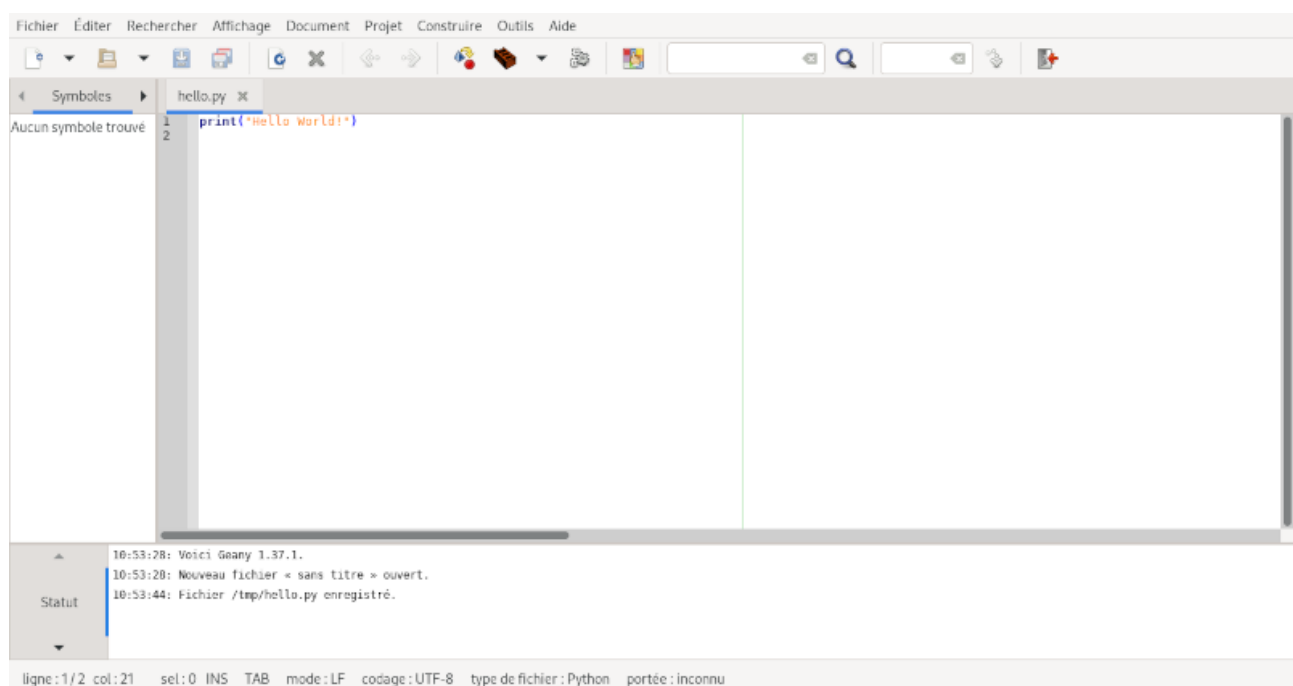 Fichier Éditer Rechercher Affichage Document Projet Construire Outils Aide
Symboles hello.py
Aucun symbole trouvé
1 print("Hello World!")
2
10:53:28: Voici Geany 1.37.1.
10:53:28: Nouveau fichier « sans titre » ouvert.
10:53:44: Fichier /tmp/hello.py enregistré.
Statut
ligne : 1 / 2 col : 21 sel : 0 INS TAB mode : LF codage : UTF-8 type de fichier : Python portée : inconnu